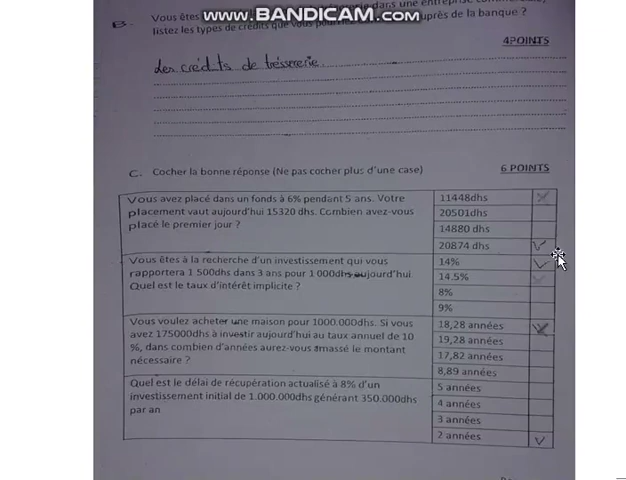 www.BANDICAM.com
B. Vous êtes dans une entreprise
listez les types de crédits que vous auprès de la banque ?
4POINTS
Les crédits de trésorerie.
C. Cocher la bonne réponse (Ne pas cocher plus d'une case) 6 POINTS
Vous avez placé dans un fonds à 6% pendant 5 ans. Votre
placement vaut aujourd'hui 15320 dhs. Combien avez-vous
placé le premier jour ?
11448dhs
20501dhs
14880 dhs
20874 dhs
Vous êtes à la recherche d'un investissement qui vous
rapportera 1 500dhs dans 3 ans pour 1 000dhs aujourd'hui
Quel est le taux d'intérêt implicite ?
14%
14.5%
8%
9%
Vous voulez acheter une maison pour 1000.000dhs. Si vous
avez 175000dhs à investir aujourd'hui au taux annuel de 10
%, dans combien d'années aurez-vous amassé le montant
nécessaire ?
18,28 années
19,28 années
17,82 années
8,89 années
Quel est le délai de récupération actualisé à 8% d'un
investissement initial de 1.000.000dhs générant 350.000dhs
par an
5 années
4 années
3 années
2 années